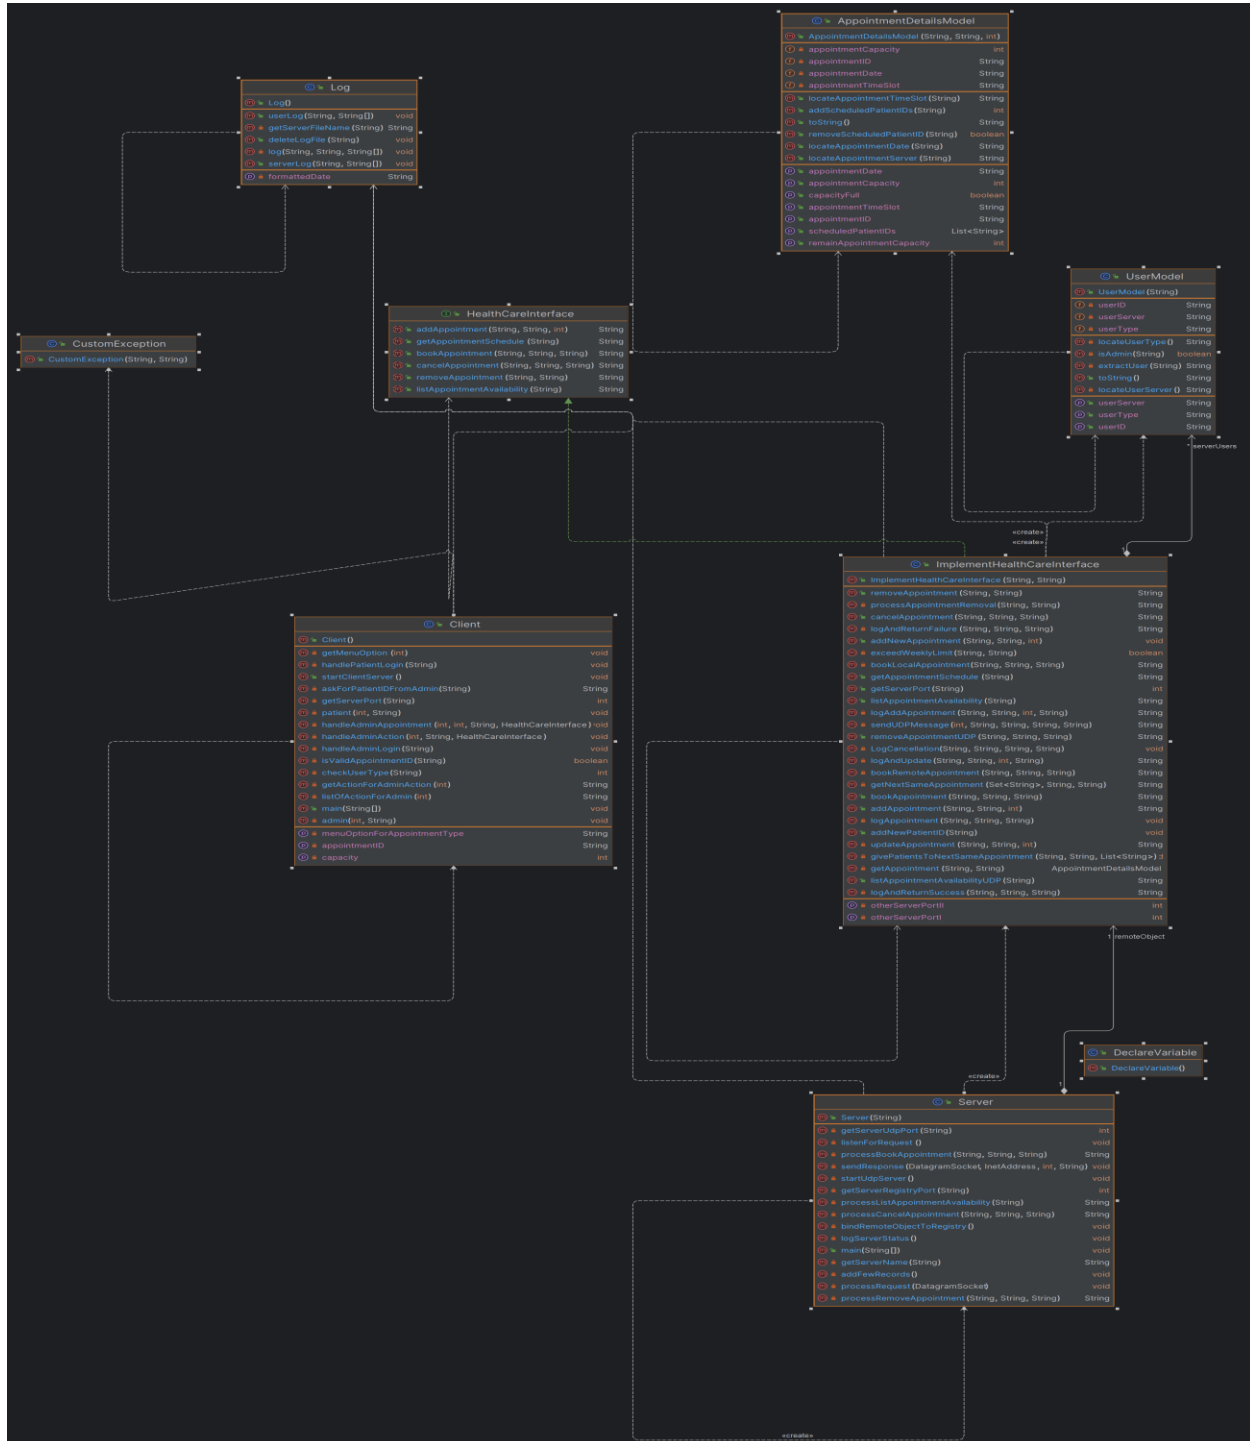 AppointmentDetailsModel
AppointmentDetailsModel(String, String, int)
appointmentCapacity int
appointmentID String
appointmentDate String
appointmentTimeSlot String
locateAppointmentTimeSlot(String) String
addScheduledPatientIDs(String) int
toString() String
removeScheduledPatientID(String) boolean
locateAppointmentDate(String) String
locateAppointmentServer(String) String
appointmentDate String
appointmentCapacity int
capacityFull boolean
appointmentTimeSlot String
appointmentID String
scheduledPatientIDs List<String>
remainAppointmentCapacity int
Log
Log()
userLog(String, String[]) void
getServerFileName(String) String
deleteLogFile(String) void
log(String, String, String[]) void
serverLog(String, String[]) void
formattedDate String
UserModel
UserModel(String)
userID String
userServer String
userType String
locateUserType() String
isAdmin(String) boolean
extractUser(String) String
toString() String
locateUserServer() String
userServer String
userType String
userID String
* serverUsers
HealthCareInterface
addAppointment(String, String, int) String
getAppointmentSchedule (String) String
bookAppointment(String, String, String) String
cancelAppointment(String, String, String) String
removeAppointment(String, String) String
listAppointmentAvailability(String) String
CustomException
CustomException(String, String)
«create»
«create»
1
ImplementHealthCareInterface
ImplementHealthCareInterface(String, String)
removeAppointment(String, String) String
processAppointmentRemoval(String, String) String
cancelAppointment(String, String, String) String
logAndReturnFailure(String, String, String) String
addNewAppointment(String, String, int) void
exceedWeeklyLimit(String, String) boolean
bookLocalAppointment(String, String, String) String
getAppointmentSchedule (String) String
getServerPort(String) int
listAppointmentAvailability(String) String
logAddAppointment(String, String, int, String) String
sendUDPMessage(int, String, String, String, String) String
removeAppointmentUDP(String, String) String
LogCancellation(String, String, String, String) void
logAndUpdate(String, String, int, String) String
bookRemoteAppointment(String, String, String) String
getNextSameAppointment (Set<String>, String, String) String
bookAppointment(String, String, String) String
addAppointment(String, String, int) String
logAppointment(String, String, String) void
addNewPatientID(String) void
updateAppointment(String, String, int) String
givePatientsToNextSameAppointment (String, String, List<String>)
getAppointment(String, String) AppointmentDetailsModel
listAppointmentAvailabilityUDP(String) String
logAndReturnSuccess(String, String, String) String
otherServerPortII int
otherServerPortI int
1 remoteObject
Client
Client()
getMenuOption (int) void
handlePatientLogin(String) void
startClientServer() void
askForPatientIDFromAdmin(String) String
getServerPort(String) int
patient(int, String) void
handleAdminAppointment(int, int, String, HealthCareInterface) void
handleAdminAction(int, String, HealthCareInterface) void
handleAdminLogin(String) void
isValidAppointmentID(String) boolean
checkUserType(String) int
getActionForAdminAction(int) String
listOfActionForAdmin(int) String
main(String[]) void
admin(int, String) void
menuOptionForAppointmentType String
appointmentID String
capacity int
DeclareVariable
DeclareVariable()
«create»
1
Server
Server(String)
getServerUdpPort(String) int
listenForRequest () void
processBookAppointment(String, String, String) String
sendResponse(DatagramSocket, InetAddress, int, String) void
startUdpServer() void
getServerRegistryPort(String) int
processListAppointmentAvailability(String) String
processCancelAppointment(String, String, String) String
bindRemoteObjectToRegistry() void
logServerStatus() void
main(String[]) void
getServerName(String) String
addFewRecords() void
processRequest(DatagramSocket) void
processRemoveAppointment(String, String, String) String
«create»